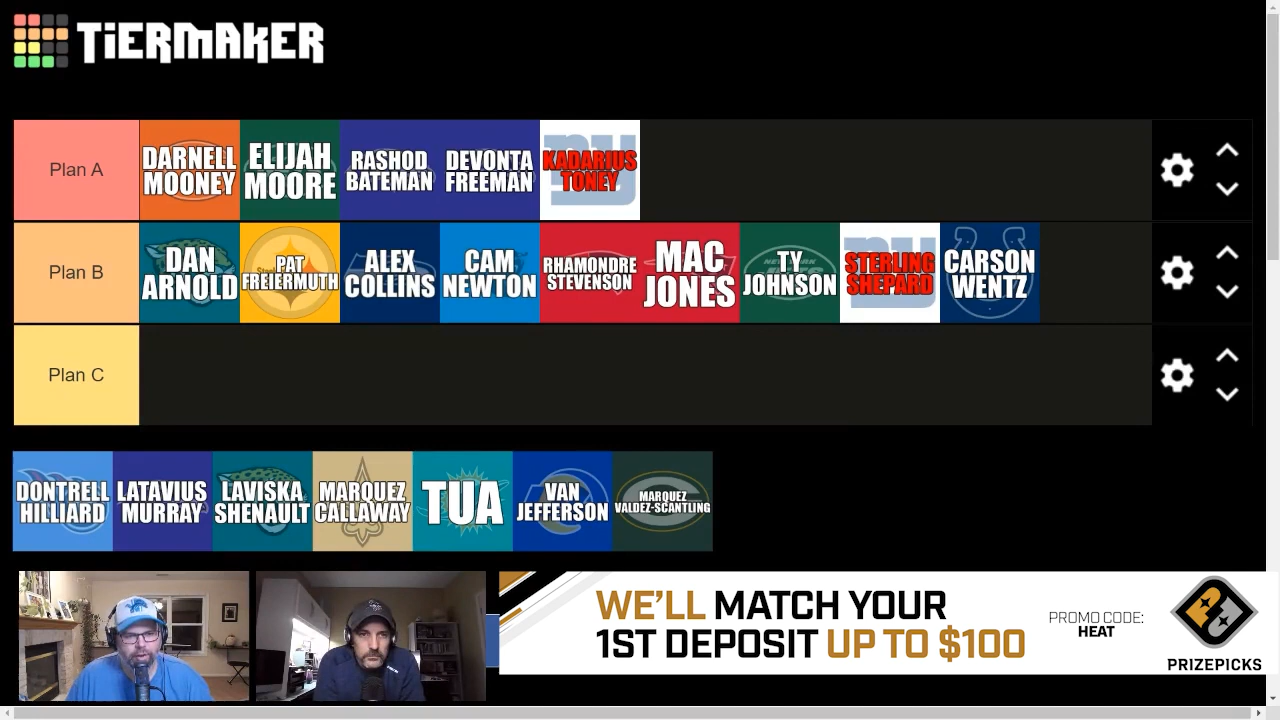 TiERMAKER
Plan A
DARNELL
MOONEY
ELIJAH
MOORE
RASHOD
BATEMAN
DEVONTA
FREEMAN
KADARIUS
TONEY
Plan B
DAN
ARNOLD
PAT
FREIERMUTH
ALEX
COLLINS
CAM
NEWTON
RHAMONDRE
STEVENSON
MAC
JONES
TY
JOHNSON
STERLING
SHEPARD
CARSON
WENTZ
Plan C
DONTRELL
HILLIARD
LATAVIUS
MURRAY
LAVISKA
SHENAULT
MARQUEZ
CALLAWAY
TUA
VAN
JEFFERSON
MARQUEZ
VALDEZ-SCANTLING
WE'LL MATCH YOUR
1ST DEPOSIT UP TO $100
PROMO CODE:
HEAT
PRIZEPICKS